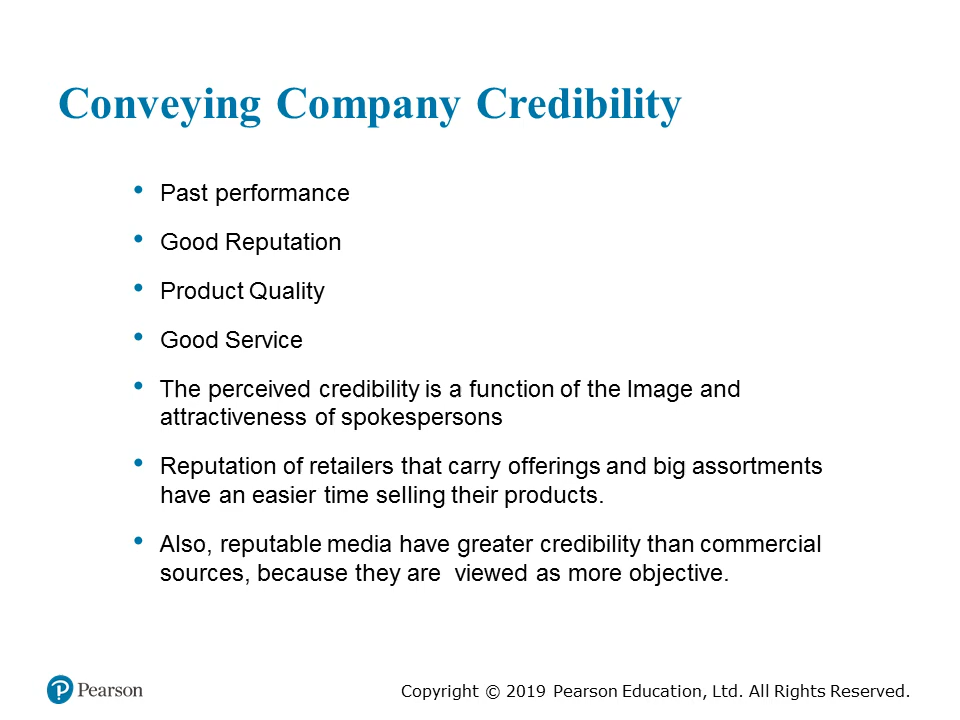 Conveying Company Credibility
• Past performance
• Good Reputation
• Product Quality
• Good Service
• The perceived credibility is a function of the Image and
attractiveness of spokespersons
• Reputation of retailers that carry offerings and big assortments
have an easier time selling their products.
• Also, reputable media have greater credibility than commercial
sources, because they are  viewed as more objective.
P Pearson
Copyright © 2019 Pearson Education, Ltd. All Rights Reserved.